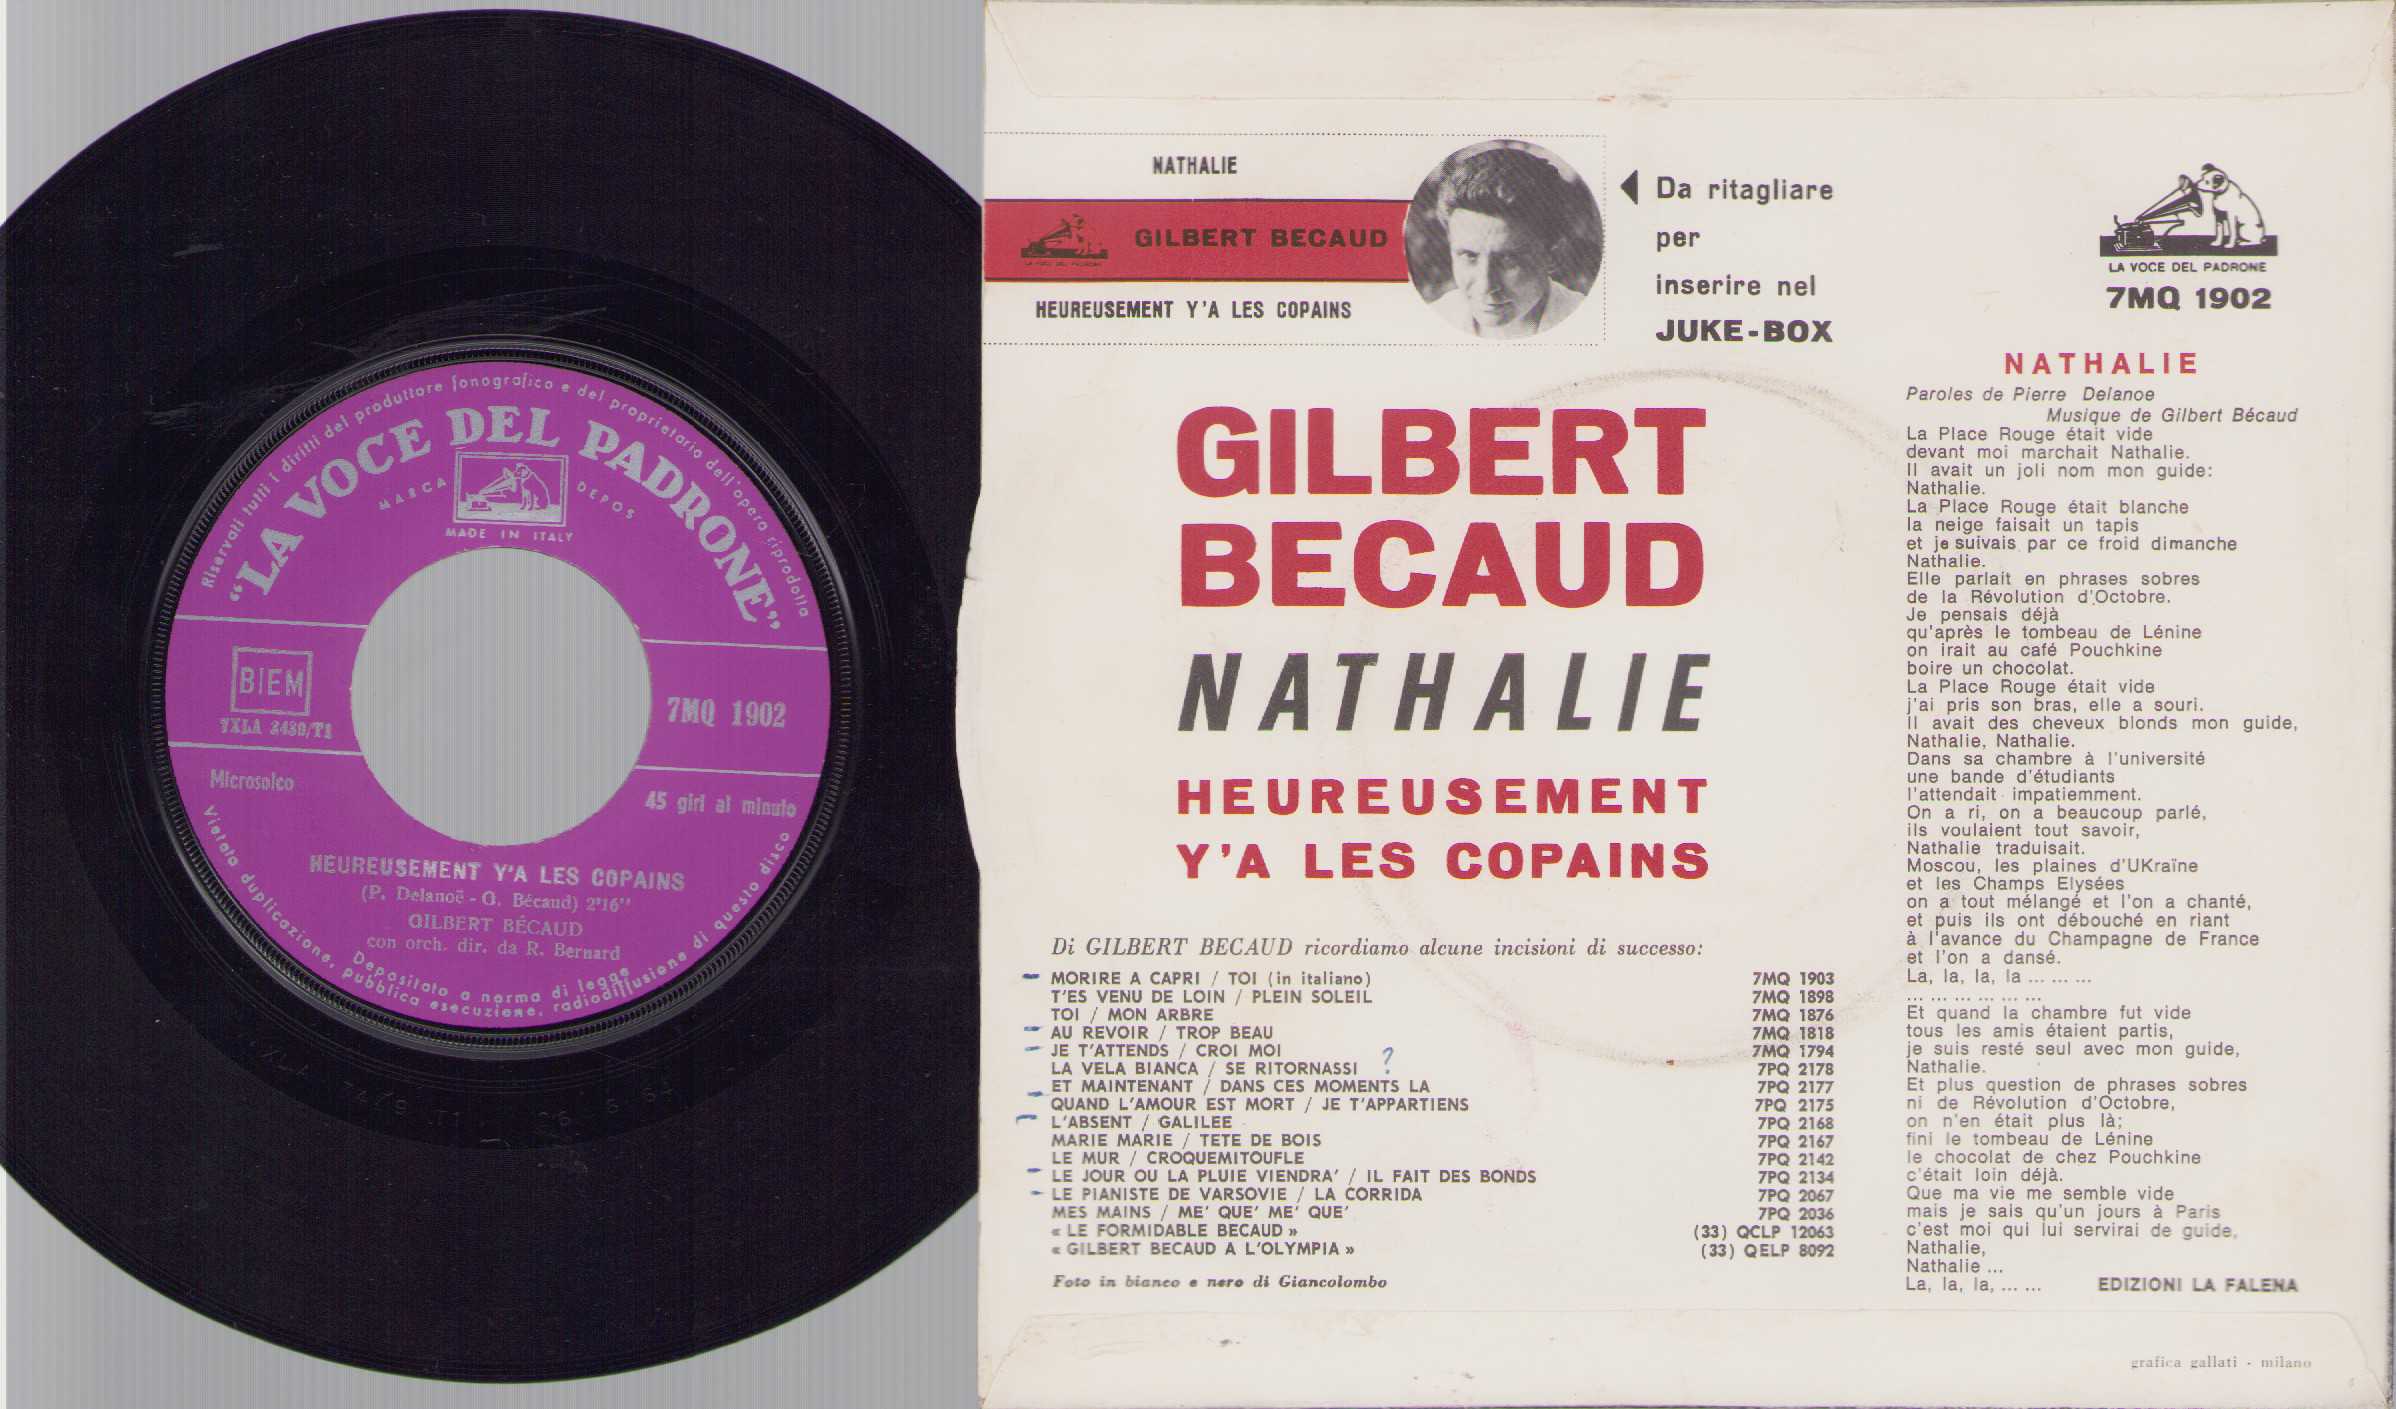 Riservati tutti i diritti del produttore fonografico e del proprietario dell'opera riprodotta
"LA VOCE DEL PADRONE"
MARCA DEPOS
MADE IN ITALY
BIEM
7MQ 1902
Microsolco
45 giri al minuto
HEUREUSEMENT Y'A LES COPAINS
(P. Delanoë - G. Bécaud) 2'16''
GILBERT BÉCAUD
con orch. dir. da R. Bernard
Depositato a norma di legge
Vietata duplicazione, pubblica esecuzione, radiodiffusione di questo disco
NATHALIE
LA VOCE DEL PADRONE
GILBERT BECAUD
HEUREUSEMENT Y'A LES COPAINS
Da ritagliare
per
inserire nel
JUKE-BOX
LA VOCE DEL PADRONE
7MQ 1902
GILBERT
BECAUD
NATHALIE
HEUREUSEMENT
Y'A LES COPAINS
Di GILBERT BECAUD ricordiamo alcune incisioni di successo:
MORIRE A CAPRI / TOI (in italiano) 7MQ 1903
T'ES VENU DE LOIN / PLEIN SOLEIL 7MQ 1898
TOI / MON ARBRE 7MQ 1876
AU REVOIR / TROP BEAU 7MQ 1818
JE T'ATTENDS / CROI MOI 7MQ 1794
LA VELA BIANCA / SE RITORNASSI ? 7PQ 2178
ET MAINTENANT / DANS CES MOMENTS LA 7PQ 2177
QUAND L'AMOUR EST MORT / JE T'APPARTIENS 7PQ 2175
L'ABSENT / GALILEE 7PQ 2168
MARIE MARIE / TETE DE BOIS 7PQ 2167
LE MUR / CROQUEMITOUFLE 7PQ 2142
LE JOUR OU LA PLUIE VIENDRA' / IL FAIT DES BONDS 7PQ 2134
LE PIANISTE DE VARSOVIE / LA CORRIDA 7PQ 2067
MES MAINS / ME' QUE' ME' QUE' 7PQ 2036
« LE FORMIDABLE BECAUD » (33) QCLP 12063
« GILBERT BECAUD A L'OLYMPIA » (33) QELP 8092
Foto in bianco e nero di Giancolombo
NATHALIE
Paroles de Pierre Delanoe
Musique de Gilbert Bécaud
La Place Rouge était vide
devant moi marchait Nathalie.
Il avait un joli nom mon guide:
Nathalie.
La Place Rouge était blanche
la neige faisait un tapis
et je suivais par ce froid dimanche
Nathalie.
Elle parlait en phrases sobres
de la Révolution d'Octobre.
Je pensais déjà
qu'après le tombeau de Lénine
on irait au café Pouchkine
boire un chocolat.
La Place Rouge était vide
j'ai pris son bras, elle a souri.
Il avait des cheveux blonds mon guide,
Nathalie, Nathalie.
Dans sa chambre à l'université
une bande d'étudiants
l'attendait impatiemment.
On a ri, on a beaucoup parlé,
ils voulaient tout savoir,
Nathalie traduisait.
Moscou, les plaines d'UKraïne
et les Champs Elysées
on a tout mélangé et l'on a chanté,
et puis ils ont débouché en riant
à l'avance du Champagne de France
et l'on a dansé.
La, la, la, la ... ... ...
... ... ... ... ... ... ...
Et quand la chambre fut vide
tous les amis étaient partis,
je suis resté seul avec mon guide,
Nathalie.
Et plus question de phrases sobres
ni de Révolution d'Octobre,
on n'en était plus là;
fini le tombeau de Lénine
le chocolat de chez Pouchkine
c'était loin déjà.
Que ma vie me semble vide
mais je sais qu'un jours à Paris
c'est moi qui lui servirai de guide,
Nathalie,
Nathalie ...
La, la, la, ... ...
EDIZIONI LA FALENA
grafica gallati - milano